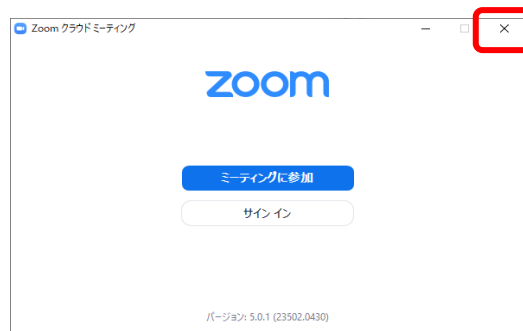 Zoom クラウド ミーティング
zoom
ミーティングに参加
サイン イン
バージョン: 5.0.1 (23502.0430)